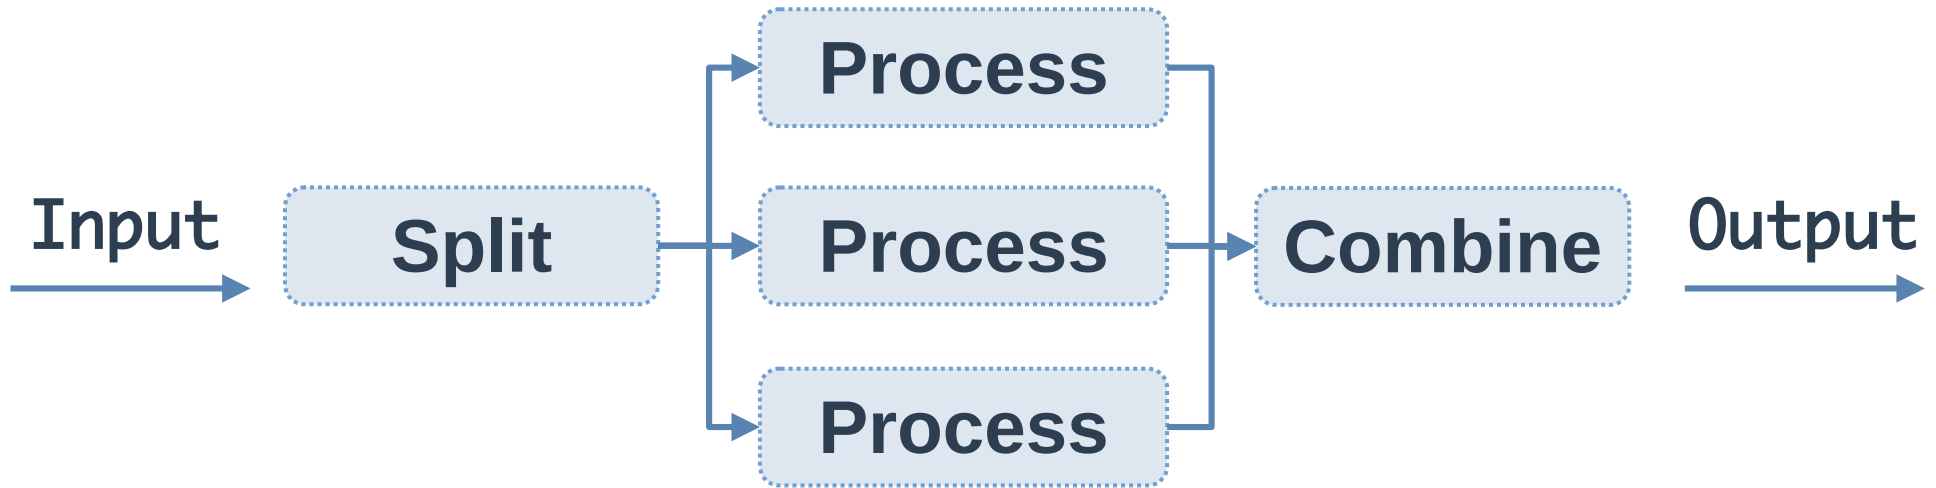 Input
Split
Process
Process
Process
Combine
Output